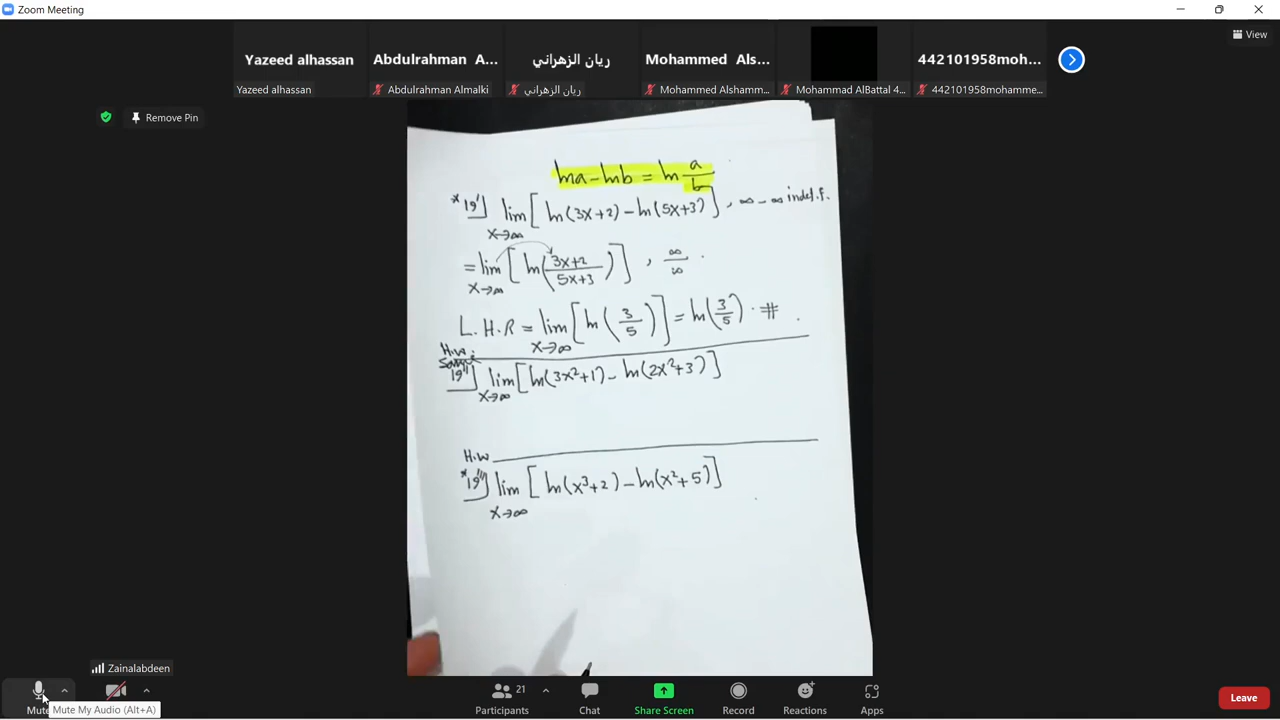 Zoom Meeting
View
Yazeed alhassan
Abdulrahman A...
ريان الزهراني
Mohammed Als...
442101958moh...
Yazeed alhassan
Abdulrahman Almalki
ريان الزهراني
Mohammed Alshamm...
Mohammad AlBattal 4...
442101958mohamme...
Remove Pin
ln a - ln b = ln a/b
*19'] lim x→∞ [ln(3x+2) - ln(5x+3)], ∞-∞ indet.f.
= lim x→∞ [ln(3x+2/5x+3)], ∞/∞.
L.H.R = lim x→∞ [ln(3/5)] = ln(3/5). #
H.W:
19''] lim x→∞ [ln(3x²+1) - ln(2x²+3)]
H.W
*19'''] lim x→∞ [ln(x³+2) - ln(x²+5)]
Zainalabdeen
Mute
Mute My Audio (Alt+A)
21
Participants
Chat
Share Screen
Record
Reactions
Apps
Leave